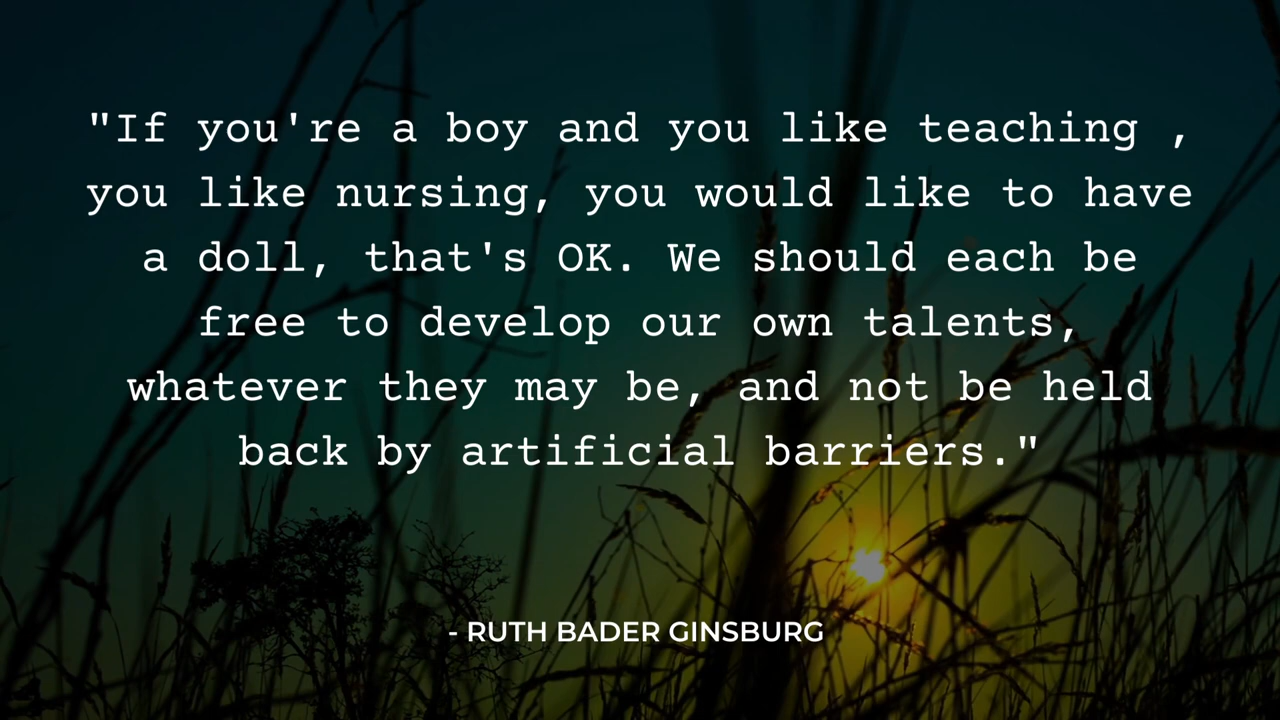 "If you're a boy and you like teaching ,
you like nursing, you would like to have
a doll, that's OK. We should each be
free to develop our own talents,
whatever they may be, and not be held
back by artificial barriers."
- RUTH BADER GINSBURG